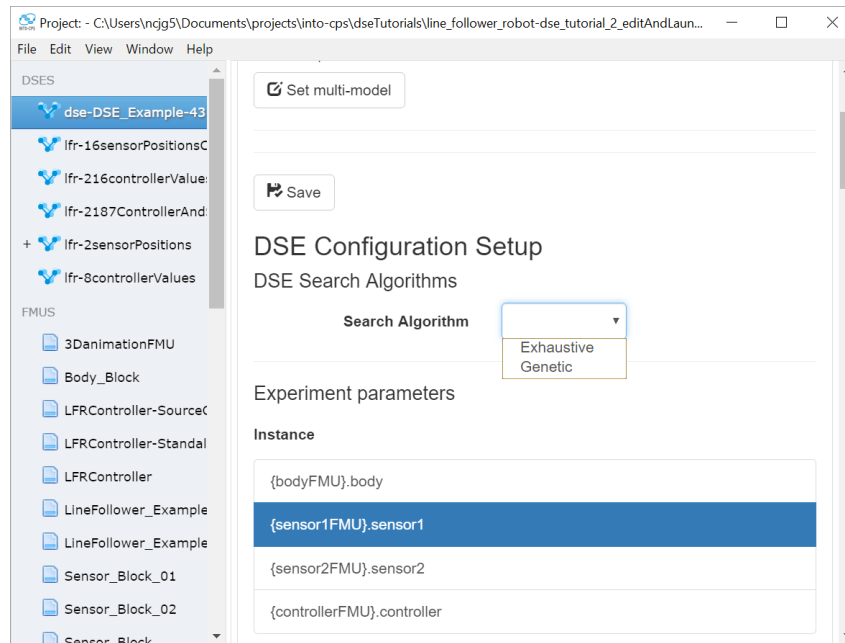 Project: - C:\Users\ncjg5\Documents\projects\into-cps\dseTutorials\line_follower_robot-dse_tutorial_2_editAndLaun...
File Edit View Window Help
DSES
dse-DSE_Example-43
lfr-16sensorPositionsC
lfr-216controllerValue
lfr-2187ControllerAnd
+ lfr-2sensorPositions
lfr-8controllerValues
FMUS
3DanimationFMU
Body_Block
LFRController-SourceC
LFRController-Standal
LFRController
LineFollower_Example
LineFollower_Example
Sensor_Block_01
Sensor_Block_02
Sensor_Block
Set multi-model
Save
DSE Configuration Setup
DSE Search Algorithms
Search Algorithm
Exhaustive
Genetic
Experiment parameters
Instance
{bodyFMU}.body
{sensor1FMU}.sensor1
{sensor2FMU}.sensor2
{controllerFMU}.controller